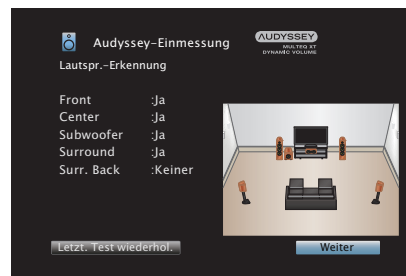 Audyssey-Einmessung
AUDYSSEY
MULTEQ XT
DYNAMIC VOLUME
Lautspr.-Erkennung
Front :Ja
Center :Ja
Subwoofer :Ja
Surround :Ja
Surr. Back :Keiner
Letzt. Test wiederhol.
Weiter